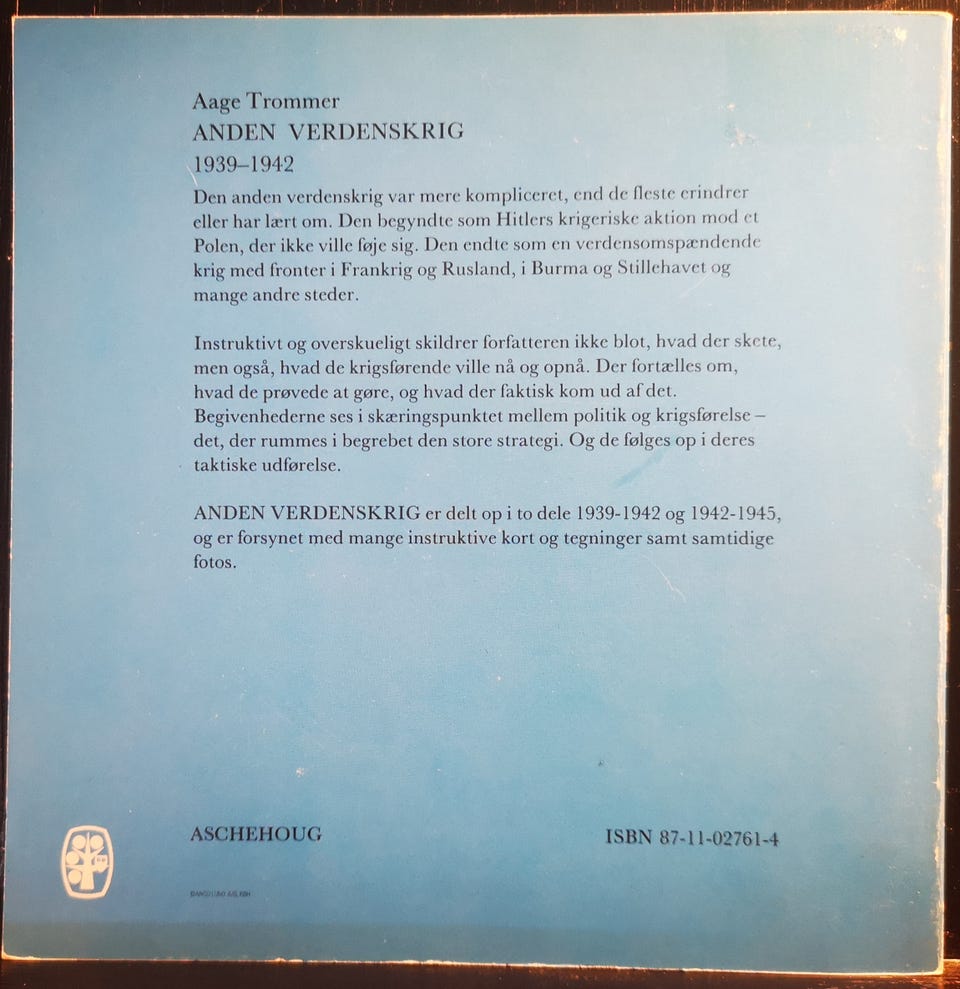 Aage Trommer
ANDEN VERDENSKRIG
1939–1942
Den anden verdenskrig var mere kompliceret, end de fleste erindrer
eller har lært om. Den begyndte som Hitlers krigeriske aktion mod et
Polen, der ikke ville føje sig. Den endte som en verdensomspændende
krig med fronter i Frankrig og Rusland, i Burma og Stillehavet og
mange andre steder.
Instruktivt og overskueligt skildrer forfatteren ikke blot, hvad der skete,
men også, hvad de krigsførende ville nå og opnå. Der fortælles om,
hvad de prøvede at gøre, og hvad der faktisk kom ud af det.
Begivenhederne ses i skæringspunktet mellem politik og krigsførelse –
det, der rummes i begrebet den store strategi. Og de følges op i deres
taktiske udførelse.
ANDEN VERDENSKRIG er delt op i to dele 1939-1942 og 1942-1945,
og er forsynet med mange instruktive kort og tegninger samt samtidige
fotos.
ASCHEHOUG
ISBN 87-11-02761-4